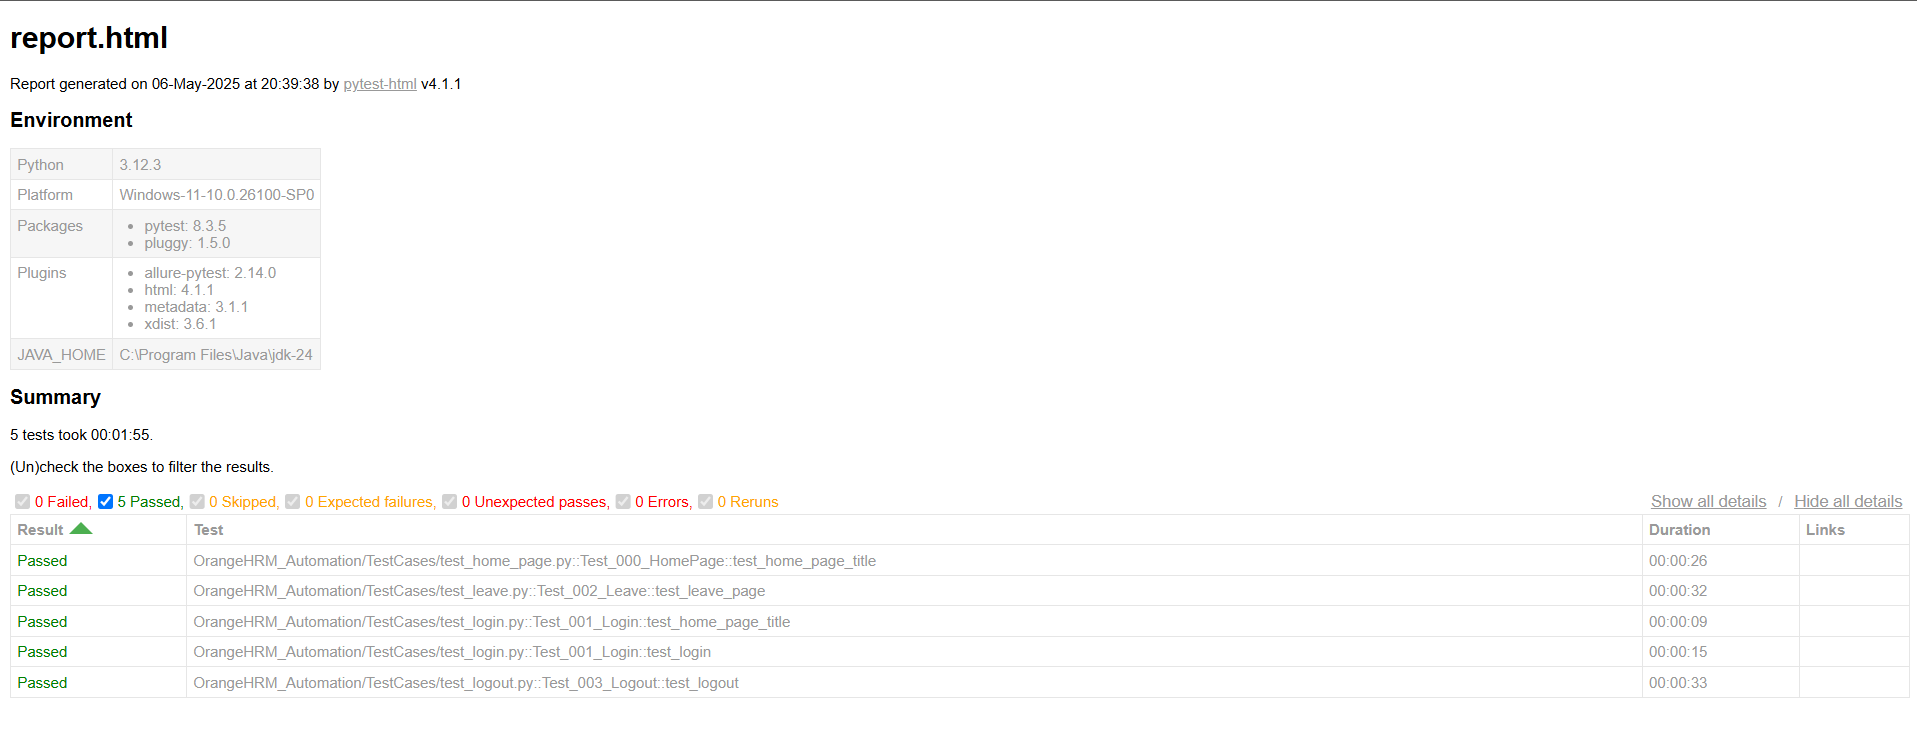 report.html
Report generated on 06-May-2025 at 20:39:38 by pytest-html v4.1.1
Environment
Python 3.12.3
Platform Windows-11-10.0.26100-SP0
Packages • pytest: 8.3.5
• pluggy: 1.5.0
Plugins • allure-pytest: 2.14.0
• html: 4.1.1
• metadata: 3.1.1
• xdist: 3.6.1
JAVA_HOME C:\Program Files\Java\jdk-24
Summary
5 tests took 00:01:55.
(Un)check the boxes to filter the results.
0 Failed, 5 Passed, 0 Skipped, 0 Expected failures, 0 Unexpected passes, 0 Errors, 0 Reruns Show all details / Hide all details
Result Test Duration Links
Passed OrangeHRM_Automation/TestCases/test_home_page.py::Test_000_HomePage::test_home_page_title 00:00:26
Passed OrangeHRM_Automation/TestCases/test_leave.py::Test_002_Leave::test_leave_page 00:00:32
Passed OrangeHRM_Automation/TestCases/test_login.py::Test_001_Login::test_home_page_title 00:00:09
Passed OrangeHRM_Automation/TestCases/test_login.py::Test_001_Login::test_login 00:00:15
Passed OrangeHRM_Automation/TestCases/test_logout.py::Test_003_Logout::test_logout 00:00:33